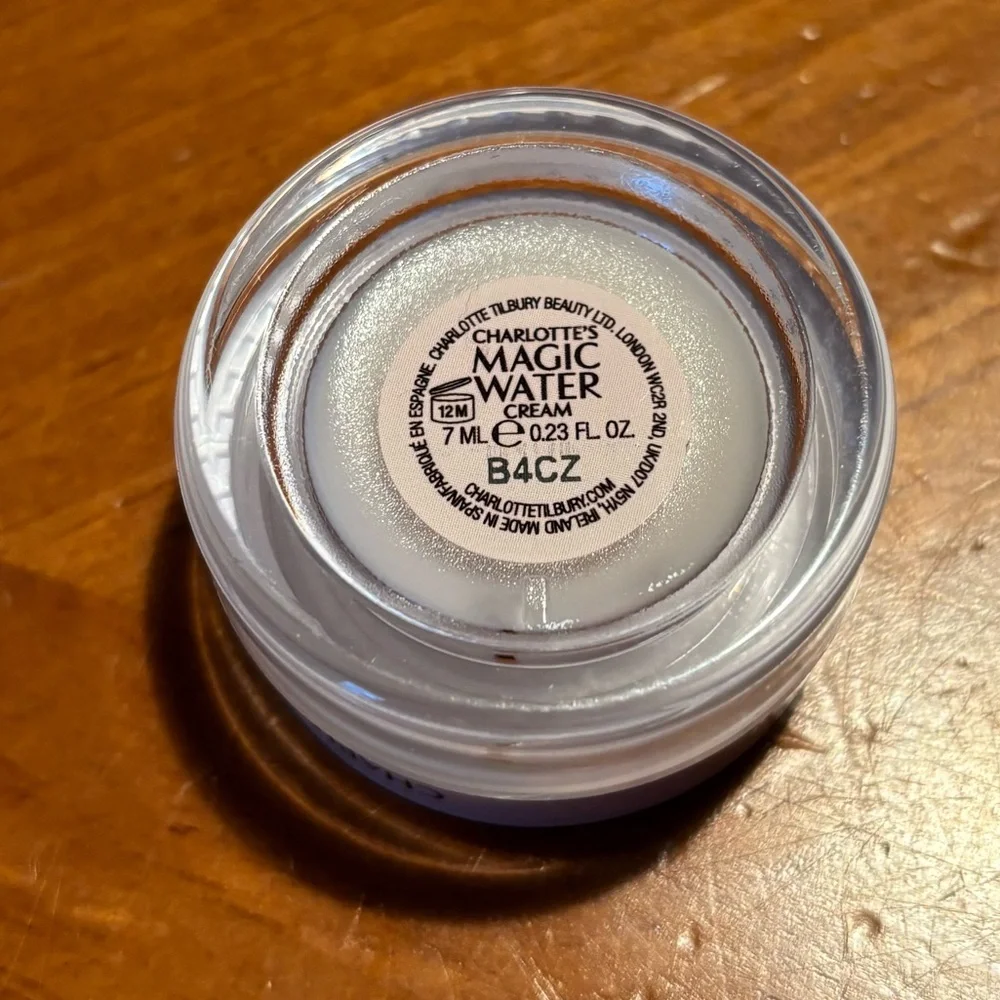 CHARLOTTE TILBURY BEAUTY LTD. LONDON WC2R 2ND UK/D07 N5YH, IRELAND MADE IN SPAIN/FABRIQUÉ EN ESPAGNE.
CHARLOTTE'S
MAGIC
WATER
CREAM
12M
7 ML e 0.23 FL. OZ.
B4CZ
CHARLOTTETILBURY.COM